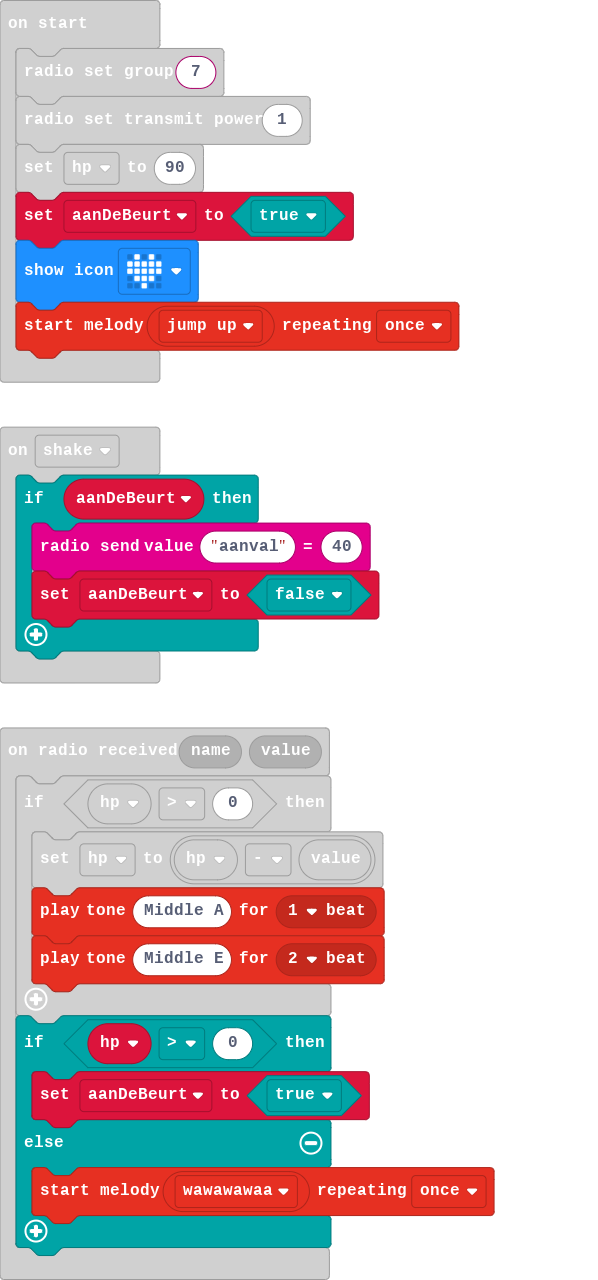 on start
radio set group 7
radio set transmit power 1
set hp to 90
set aanDeBeurt to true
show icon
start melody jump up repeating once
on shake
if aanDeBeurt then
radio send value "aanval" = 40
set aanDeBeurt to false
on radio received name value
if hp > 0 then
set hp to hp - value
play tone Middle A for 1 beat
play tone Middle E for 2 beat
if hp > 0 then
set aanDeBeurt to true
else
start melody wawawawaa repeating once